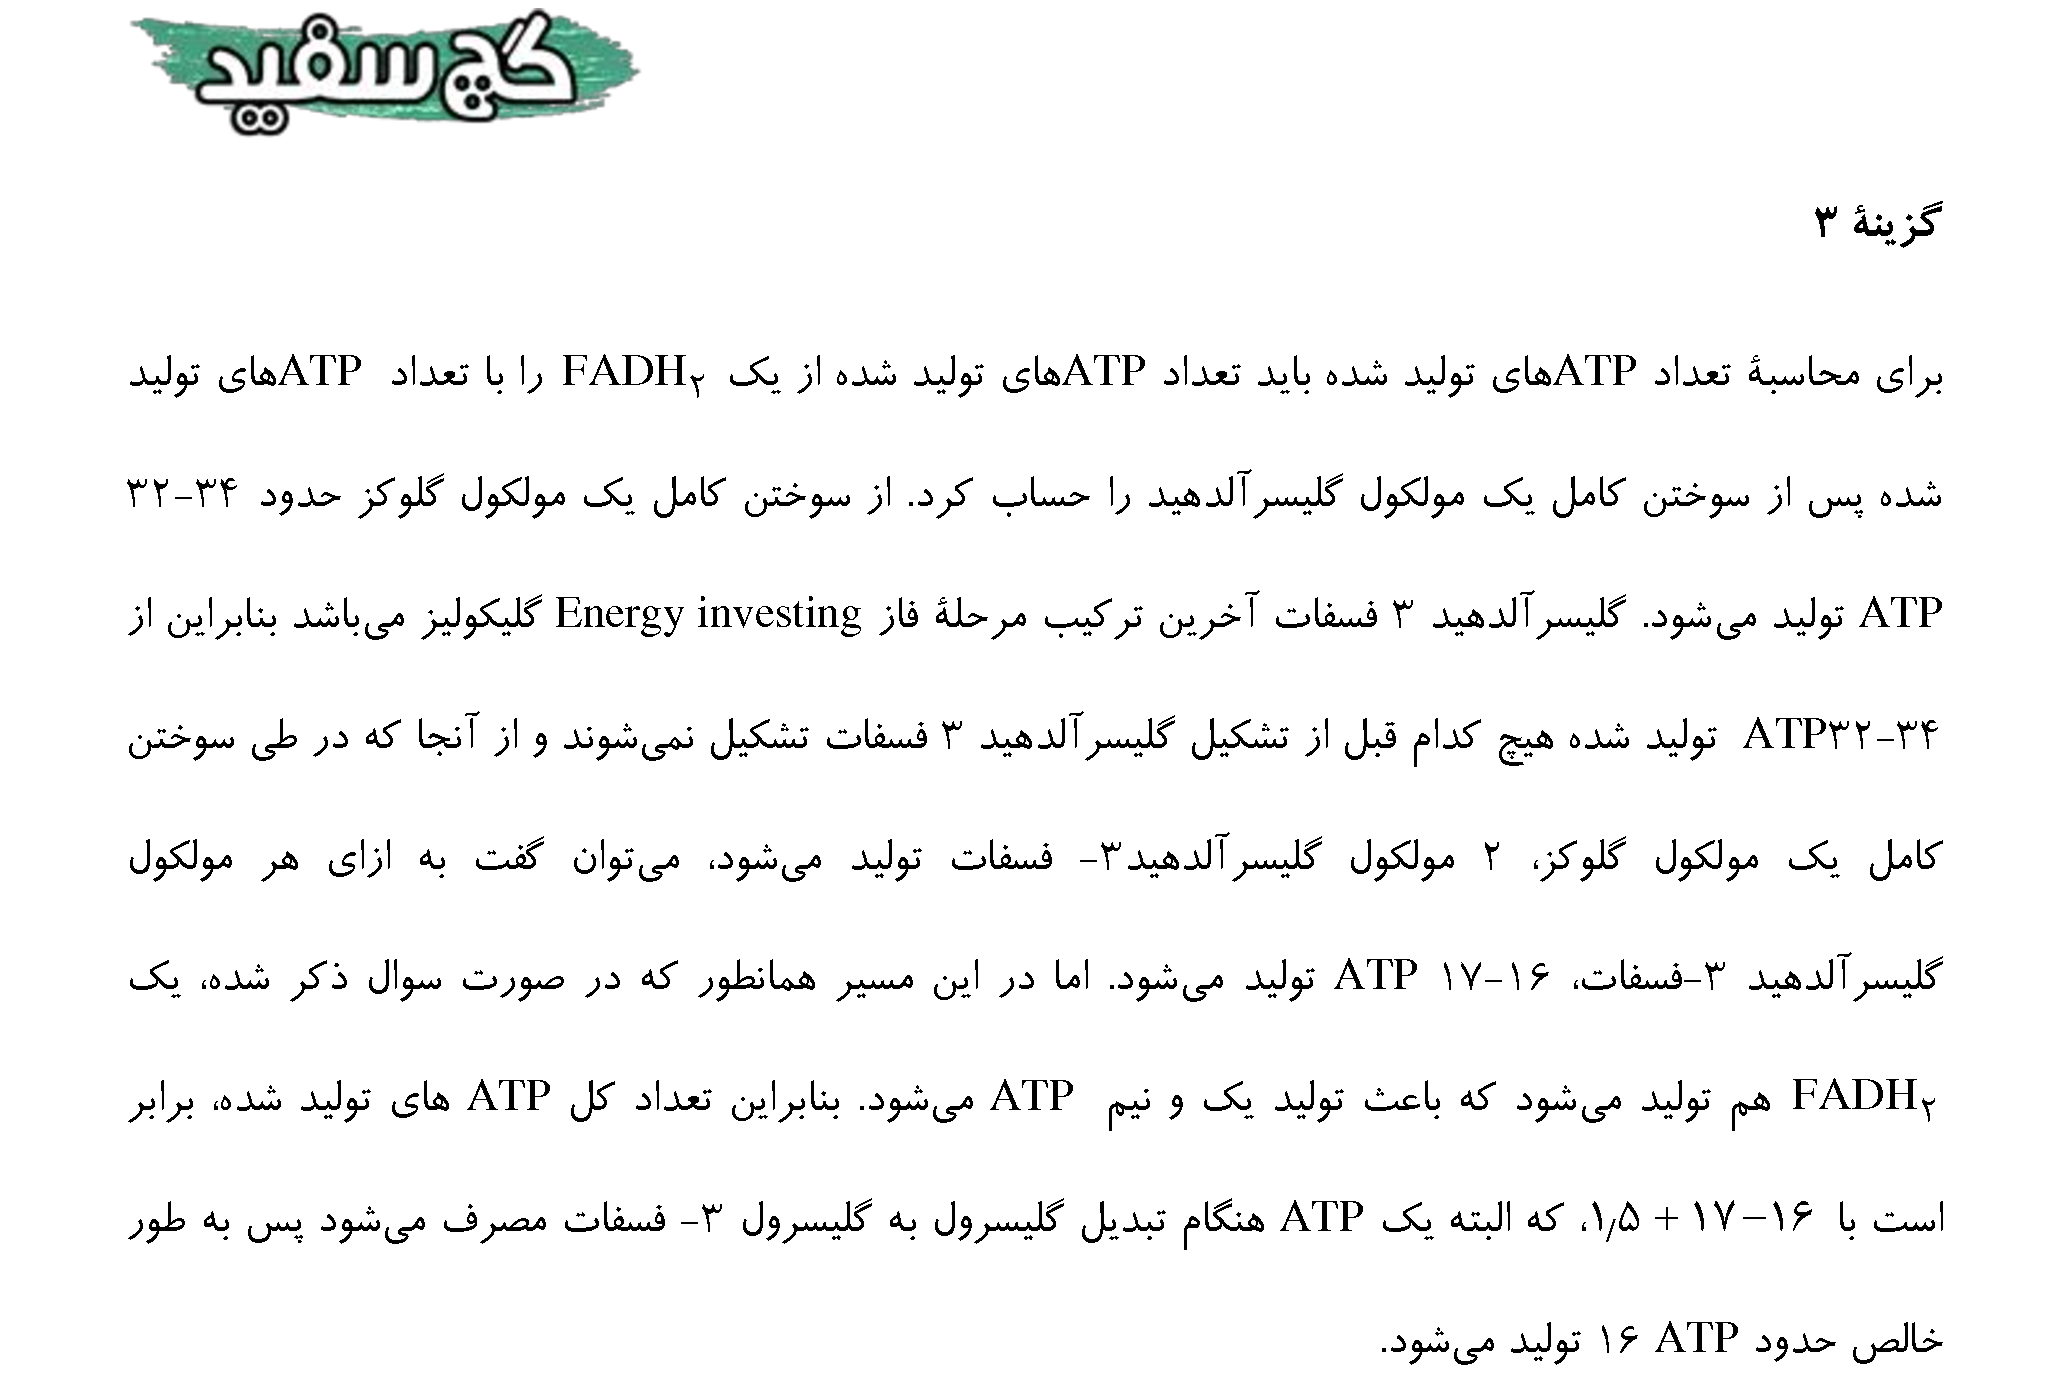 گچ سفید
گزینهٔ ۳
برای محاسبهٔ تعداد ATPهای تولید شده باید تعداد ATPهای تولید شده از یک FADH۲ را با تعداد ATPهای تولید
شده پس از سوختن کامل یک مولکول گلیسرآلدهید را حساب کرد. از سوختن کامل یک مولکول گلوکز حدود ۳۴-۳۲
ATP تولید می‌شود. گلیسرآلدهید ۳ فسفات آخرین ترکیب مرحلهٔ فاز Energy investing گلیکولیز می‌باشد بنابراین از
ATP۳۲-۳۴ تولید شده هیچ کدام قبل از تشکیل گلیسرآلدهید ۳ فسفات تشکیل نمی‌شوند و از آنجا که در طی سوختن
کامل یک مولکول گلوکز، ۲ مولکول گلیسرآلدهید۳- فسفات تولید می‌شود، می‌توان گفت به ازای هر مولکول
گلیسرآلدهید ۳-فسفات، ۱۶-۱۷ ATP تولید می‌شود. اما در این مسیر همانطور که در صورت سوال ذکر شده، یک
FADH۲ هم تولید می‌شود که باعث تولید یک و نیم ATP می‌شود. بنابراین تعداد کل ATP های تولید شده، برابر
است با ۱۶-۱۷ + ۱٫۵، که البته یک ATP هنگام تبدیل گلیسرول به گلیسرول ۳- فسفات مصرف می‌شود پس به طور
خالص حدود ۱۶ ATP تولید می‌شود.